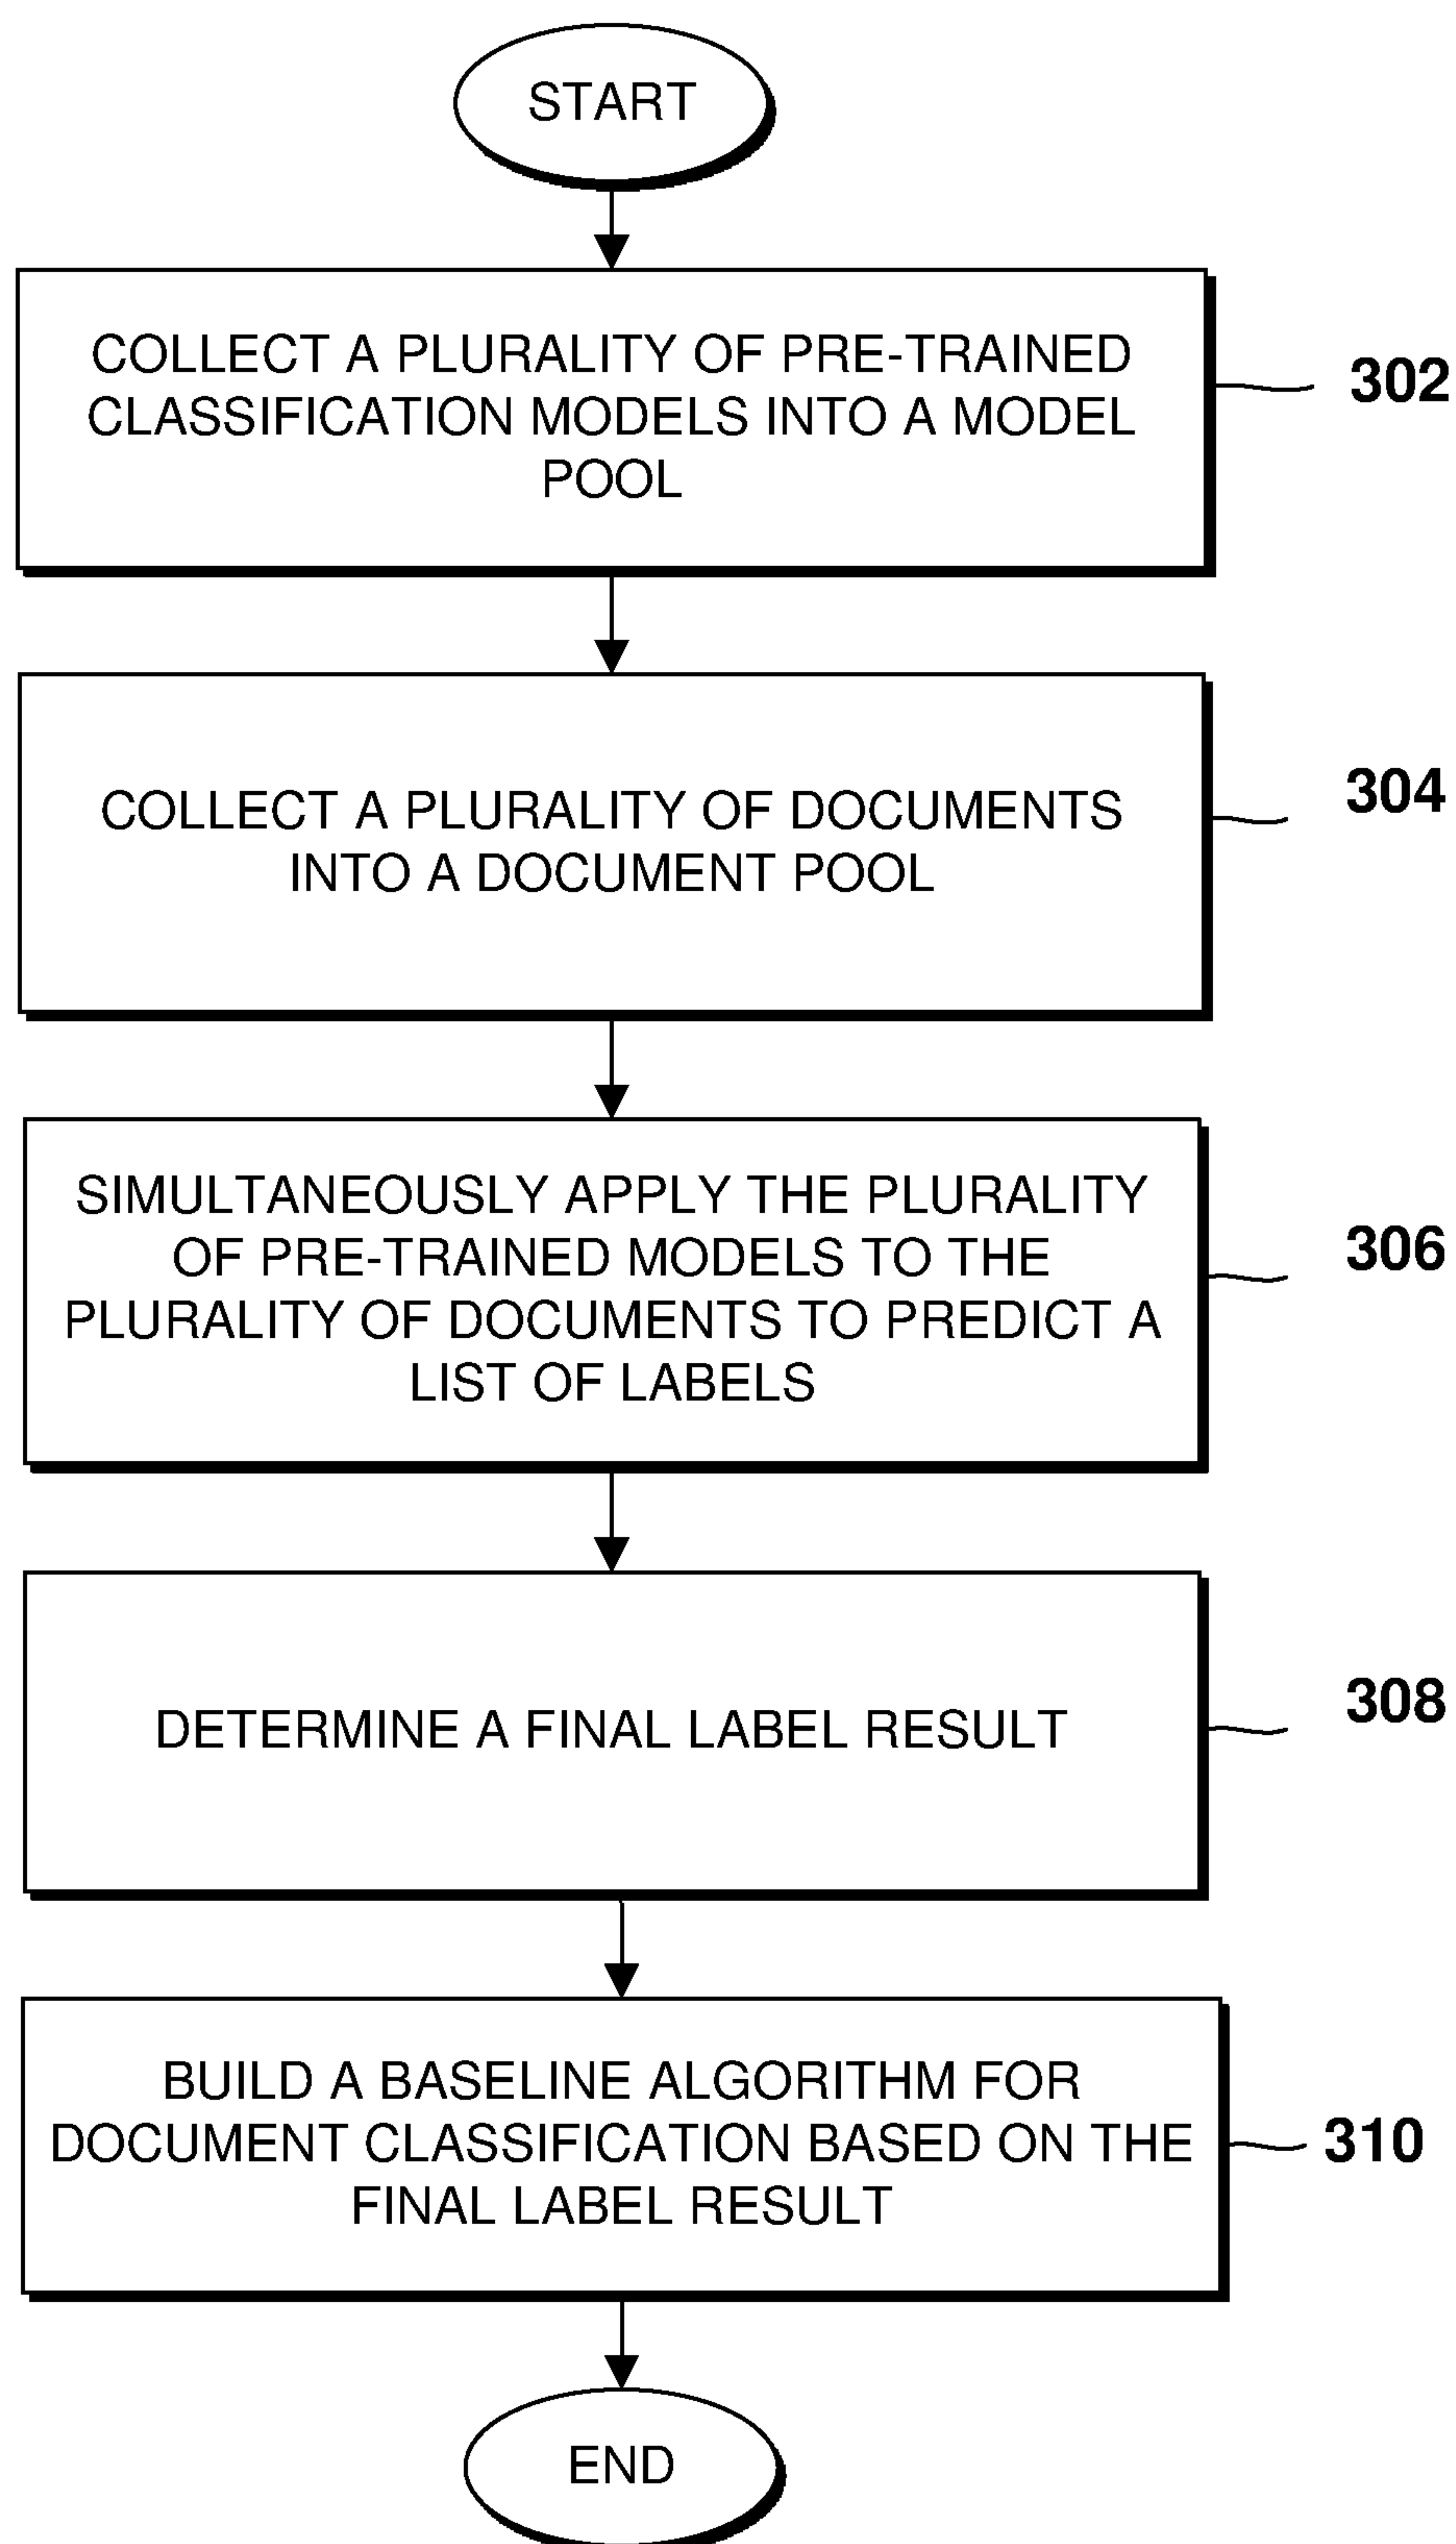 START
COLLECT A PLURALITY OF PRE-TRAINED
CLASSIFICATION MODELS INTO A MODEL
POOL
302
COLLECT A PLURALITY OF DOCUMENTS
INTO A DOCUMENT POOL
304
SIMULTANEOUSLY APPLY THE PLURALITY
OF PRE-TRAINED MODELS TO THE
PLURALITY OF DOCUMENTS TO PREDICT A
LIST OF LABELS
306
DETERMINE A FINAL LABEL RESULT
308
BUILD A BASELINE ALGORITHM FOR
DOCUMENT CLASSIFICATION BASED ON THE
FINAL LABEL RESULT
310
END